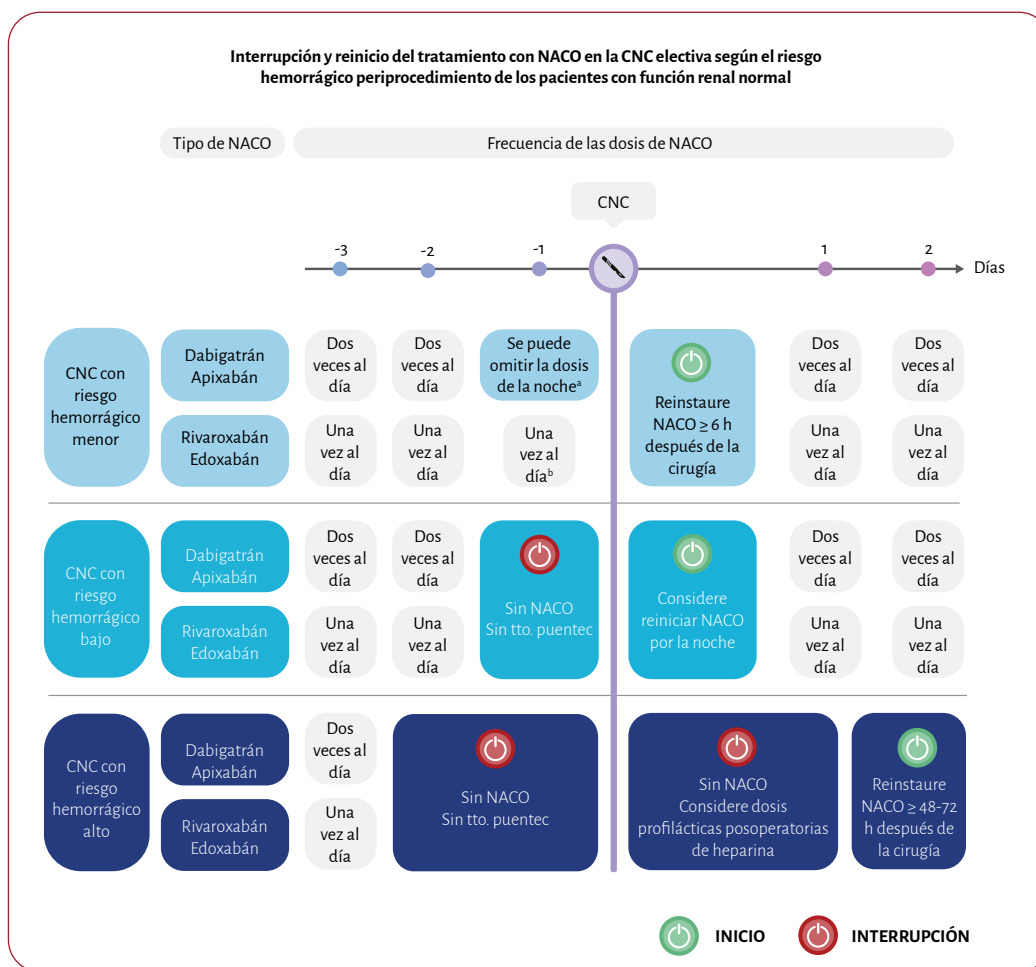 Interrupción y reinicio del tratamiento con NACO en la CNC electiva según el riesgo
hemorrágico periprocedimiento de los pacientes con función renal normal
Tipo de NACO
Frecuencia de las dosis de NACO
CNC
-3
-2
-1
1
2
Días
CNC con
riesgo
hemorrágico
menor
Dabigatrán
Apixabán
Dos
veces al
día
Dos
veces al
día
Se puede
omitir la dosis
de la nocheᵃ
Reinstaure
NACO ≥ 6 h
después de la
cirugía
Dos
veces al
día
Dos
veces al
día
Rivaroxabán
Edoxabán
Una
vez al
día
Una
vez al
día
Una
vez al
díaᵇ
Una
vez al
día
Una
vez al
día
CNC con
riesgo
hemorrágico
bajo
Dabigatrán
Apixabán
Dos
veces al
día
Dos
veces al
día
Sin NACO
Sin tto. puentec
Considere
reiniciar NACO
por la noche
Dos
veces al
día
Dos
veces al
día
Rivaroxabán
Edoxabán
Una
vez al
día
Una
vez al
día
Una
vez al
día
Una
vez al
día
CNC con
riesgo
hemorrágico
alto
Dabigatrán
Apixabán
Dos
veces al
día
Sin NACO
Sin tto. puentec
Sin NACO
Considere dosis
profilácticas posoperatorias
de heparina
Reinstaure
NACO ≥ 48-72
h después de
la cirugía
Rivaroxabán
Edoxabán
Una
vez al
día
INICIO
INTERRUPCIÓN